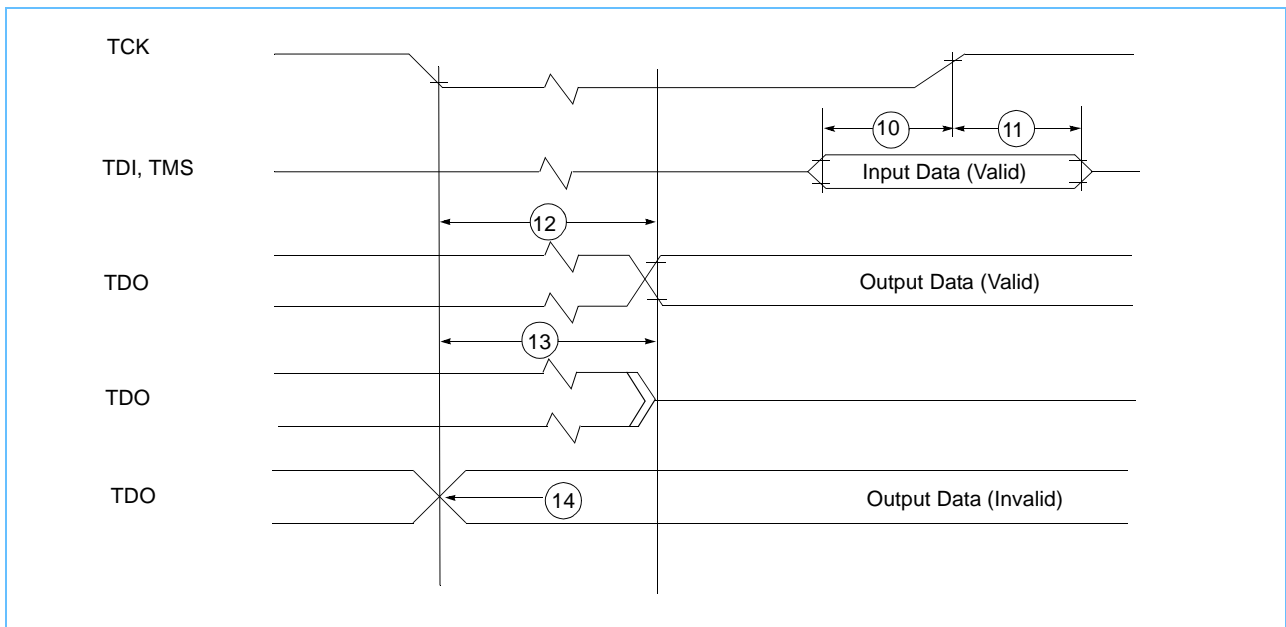 TCK
10
11
TDI, TMS
Input Data (Valid)
12
TDO
Output Data (Valid)
13
TDO
TDO
14
Output Data (Invalid)